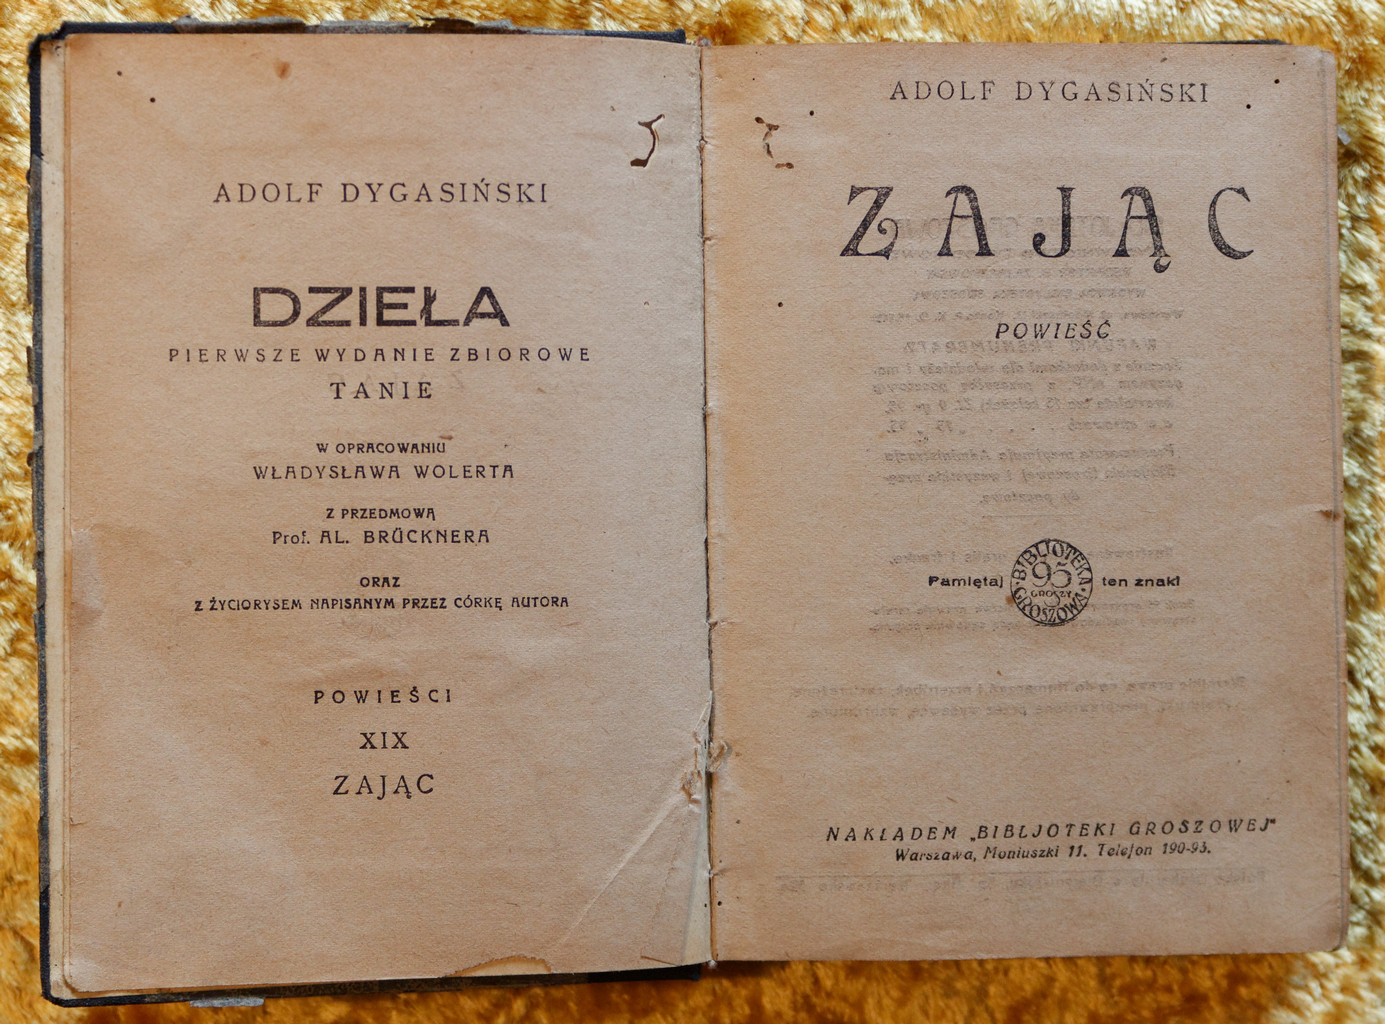 ADOLF DYGASIŃSKI
DZIEŁA
PIERWSZE WYDANIE ZBIOROWE
TANIE
W OPRACOWANIU
WŁADYSŁAWA WOLERTA
Z PRZEDMOWĄ
Prof. AL. BRÜCKNERA
ORAZ
Z ŻYCIORYSEM NAPISANYM PRZEZ CÓRKĘ AUTORA
POWIEŚCI
XIX
ZAJĄC
ADOLF DYGASIŃSKI
ZAJĄC
POWIEŚĆ
Pamiętaj BIBLJOTEKA 95 GROSZY GROSZOWA ten znak!
NAKŁADEM „BIBLJOTEKI GROSZOWEJ"
Warszawa, Moniuszki 11. Telefon 190-93.